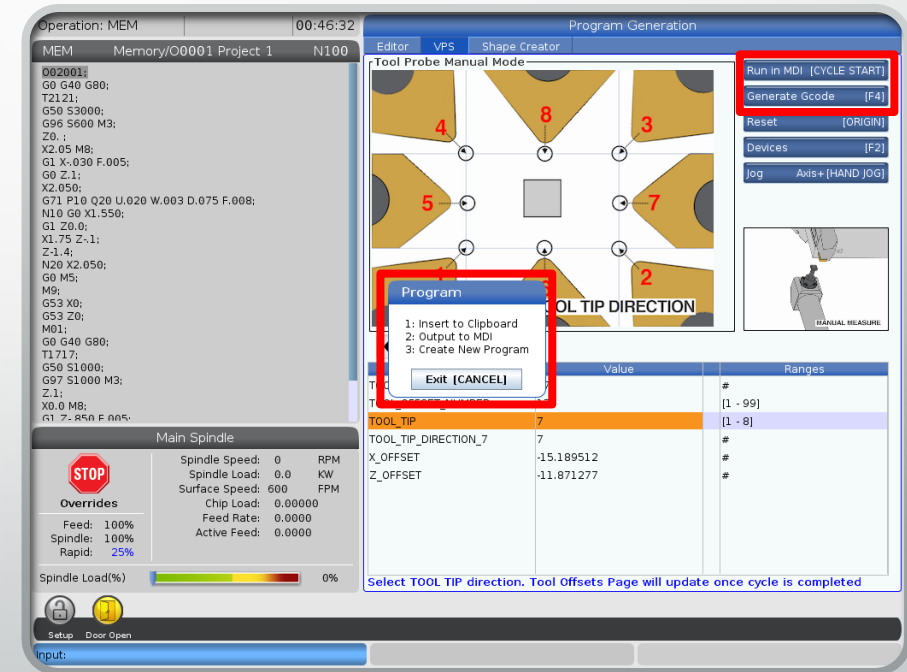 Operation: MEM
00:46:32
Program Generation
MEM Memory/O0001 Project 1 N100
Editor VPS Shape Creator
O02001;
G0 G40 G80;
T2121;
G50 S3000;
G96 S600 M3;
Z0. ;
X2.05 M8;
G1 X-.030 F.005;
G0 Z.1;
X2.050;
G71 P10 Q20 U.020 W.003 D.075 F.008;
N10 G0 X1.550;
G1 Z0.0;
X1.75 Z-.1;
Z-1.4;
N20 X2.050;
G0 M5;
M9;
G53 X0;
G53 Z0;
M01;
G0 G40 G80;
T1717;
G50 S1000;
G97 S1000 M3;
Z.1;
X0.0 M8;
G1 Z-.850 F.005;
Tool Probe Manual Mode
4 8 3
5 7
2
OL TIP DIRECTION
Run in MDI [CYCLE START]
Generate Gcode [F4]
Reset [ORIGIN]
Devices [F2]
Jog Axis+[HAND JOG]
MANUAL MEASURE
Program
1: Insert to Clipboard
2: Output to MDI
3: Create New Program
Exit [CANCEL]
Value Ranges
#
[1 - 99]
TOOL_TIP 7 [1 - 8]
TOOL_TIP_DIRECTION_7 7 #
X_OFFSET -15.189512 #
Z_OFFSET -11.871277 #
Select TOOL TIP direction. Tool Offsets Page will update once cycle is completed
Main Spindle
STOP
Overrides
Feed: 100%
Spindle: 100%
Rapid: 25%
Spindle Speed: 0 RPM
Spindle Load: 0.0 KW
Surface Speed: 600 FPM
Chip Load: 0.00000
Feed Rate: 0.0000
Active Feed: 0.0000
Spindle Load(%) 0%
Setup Door Open
Input: